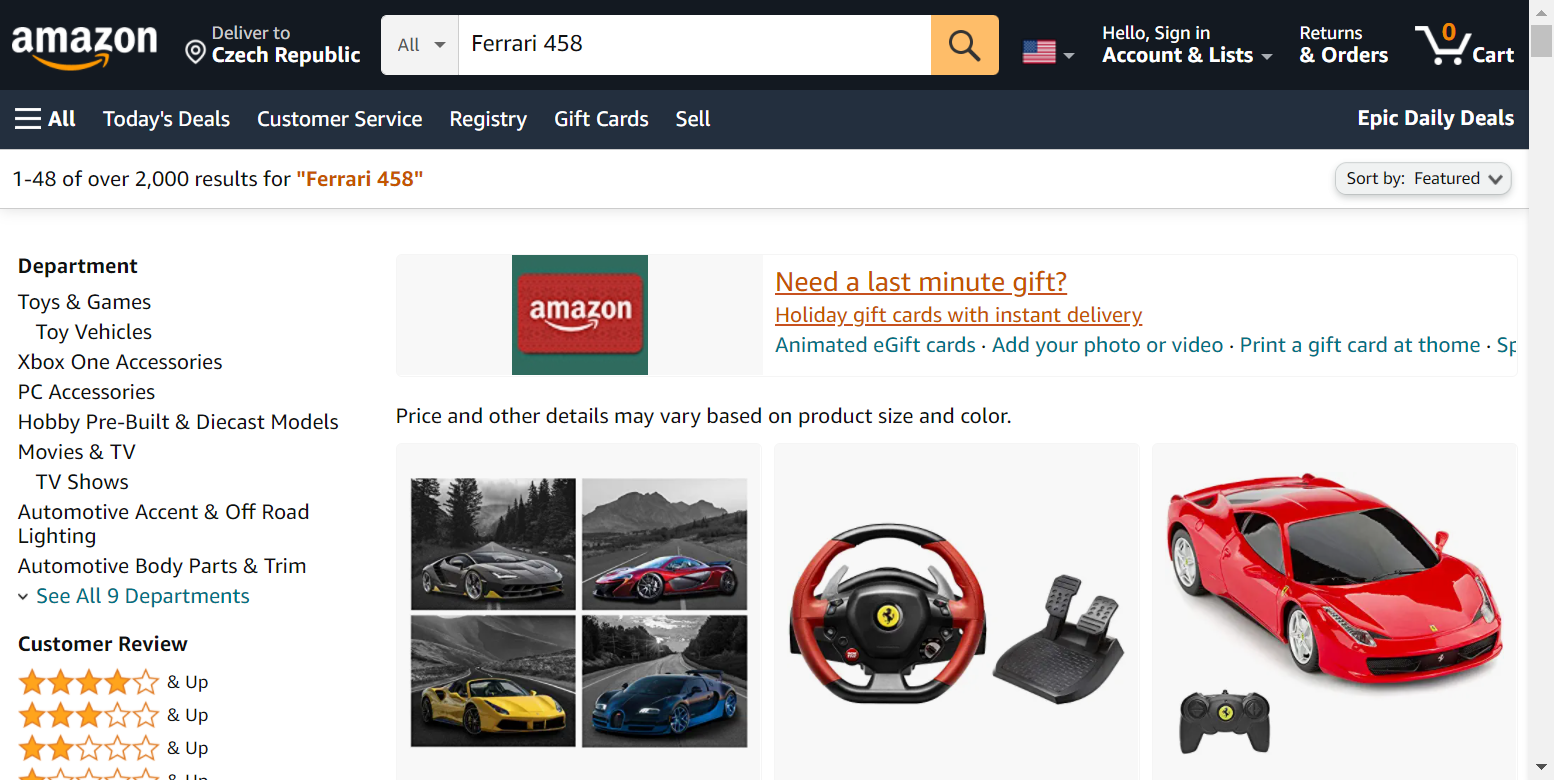 amazon
Deliver to
Czech Republic
All
Ferrari 458
Hello, Sign in
Account & Lists
Returns
& Orders
0
Cart
All
Today's Deals
Customer Service
Registry
Gift Cards
Sell
Epic Daily Deals
1-48 of over 2,000 results for "Ferrari 458"
Sort by: Featured
Department
Toys & Games
Toy Vehicles
Xbox One Accessories
PC Accessories
Hobby Pre-Built & Diecast Models
Movies & TV
TV Shows
Automotive Accent & Off Road
Lighting
Automotive Body Parts & Trim
See All 9 Departments
Customer Review
& Up
& Up
& Up
& Up
amazon
Need a last minute gift?
Holiday gift cards with instant delivery
Animated eGift cards · Add your photo or video · Print a gift card at thome · Sp
Price and other details may vary based on product size and color.